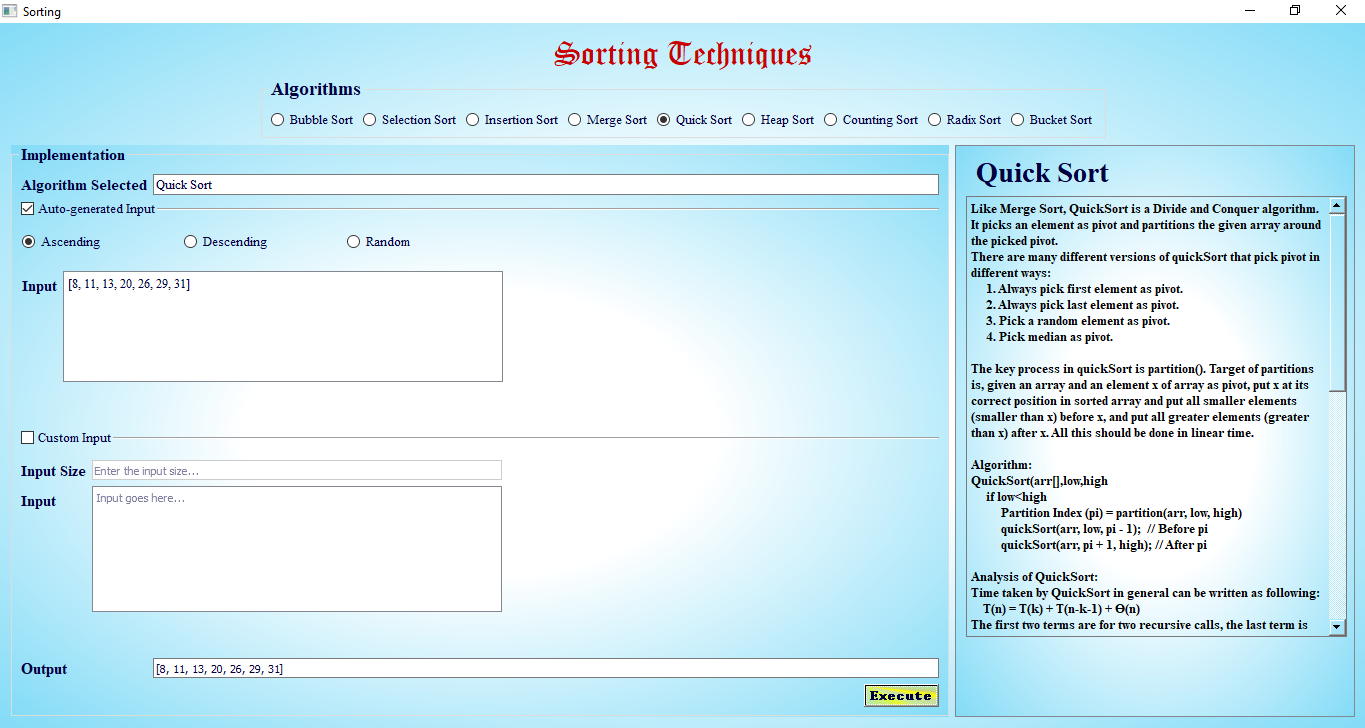 Sorting
Sorting Techniques
Algorithms
Bubble Sort Selection Sort Insertion Sort Merge Sort Quick Sort Heap Sort Counting Sort Radix Sort Bucket Sort
Implementation
Algorithm Selected Quick Sort
Auto-generated Input
Ascending Descending Random
Input [8, 11, 13, 20, 26, 29, 31]
Custom Input
Input Size Enter the input size...
Input Input goes here...
Output [8, 11, 13, 20, 26, 29, 31]
Execute
Quick Sort
Like Merge Sort, QuickSort is a Divide and Conquer algorithm.
It picks an element as pivot and partitions the given array around
the picked pivot.
There are many different versions of quickSort that pick pivot in
different ways:
1. Always pick first element as pivot.
2. Always pick last element as pivot.
3. Pick a random element as pivot.
4. Pick median as pivot.
The key process in quickSort is partition(). Target of partitions
is, given an array and an element x of array as pivot, put x at its
correct position in sorted array and put all smaller elements
(smaller than x) before x, and put all greater elements (greater
than x) after x. All this should be done in linear time.
Algorithm:
QuickSort(arr[],low,high
if low<high
Partition Index (pi) = partition(arr, low, high)
quickSort(arr, low, pi - 1); // Before pi
quickSort(arr, pi + 1, high); // After pi
Analysis of QuickSort:
Time taken by QuickSort in general can be written as following:
T(n) = T(k) + T(n-k-1) + Θ(n)
The first two terms are for two recursive calls, the last term is